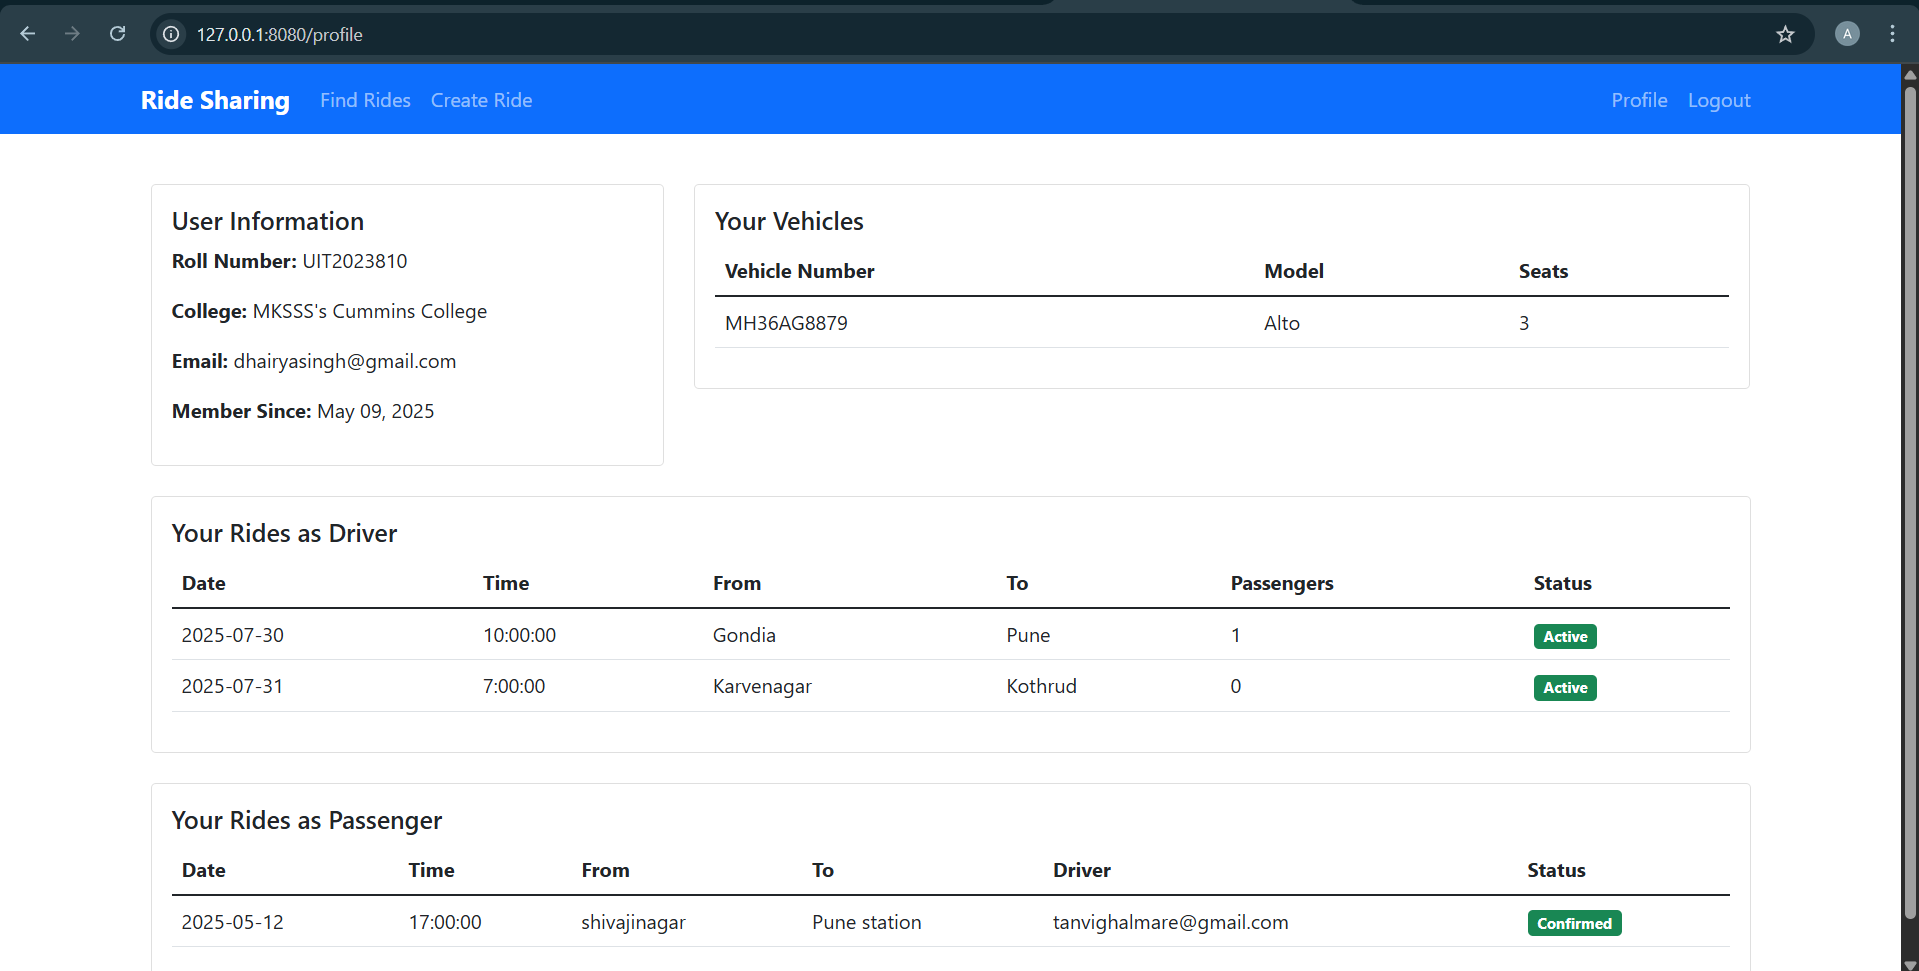 127.0.0.1:8080/profile
A
Ride Sharing Find Rides Create Ride Profile Logout
User Information
Roll Number: UIT2023810
College: MKSSS's Cummins College
Email: dhairyasingh@gmail.com
Member Since: May 09, 2025
Your Vehicles
Vehicle Number Model Seats
MH36AG8879 Alto 3
Your Rides as Driver
Date Time From To Passengers Status
2025-07-30 10:00:00 Gondia Pune 1 Active
2025-07-31 7:00:00 Karvenagar Kothrud 0 Active
Your Rides as Passenger
Date Time From To Driver Status
2025-05-12 17:00:00 shivajinagar Pune station tanvighalmare@gmail.com Confirmed